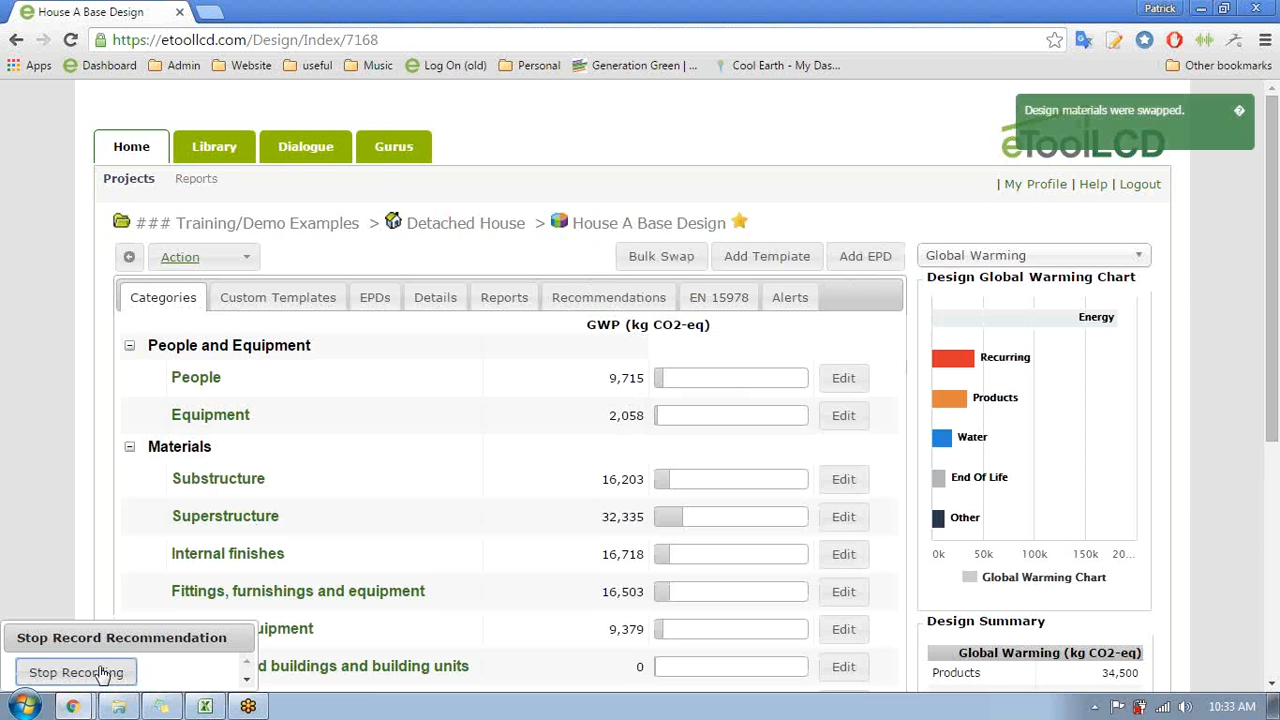 House A Base Design
Patrick
https://etoollcd.com/Design/Index/7168
Apps Dashboard Admin Website useful Music Log On (old) Personal Generation Green | ... Cool Earth - My Das... Other bookmarks
Design materials were swapped.
eToolLCD
Home Library Dialogue Gurus
Projects Reports
| My Profile | Help | Logout
### Training/Demo Examples > Detached House > House A Base Design
Action Bulk Swap Add Template Add EPD Global Warming
Categories Custom Templates EPDs Details Reports Recommendations EN 15978 Alerts
Design Global Warming Chart
GWP (kg CO2-eq)
Energy
People and Equipment
Recurring
People 9,715 Edit
Products
Equipment 2,058 Edit
Water
Materials
Substructure 16,203 Edit
End Of Life
Superstructure 32,335 Edit
Other
Internal finishes 16,718 Edit
0k 50k 100k 150k 20...
Global Warming Chart
Fittings, furnishings and equipment 16,503 Edit
Design Summary
uipment 9,379 Edit
Stop Record Recommendation
Global Warming (kg CO2-eq)
d buildings and building units 0 Edit
Stop Recording
Products 34,500
10:33 AM